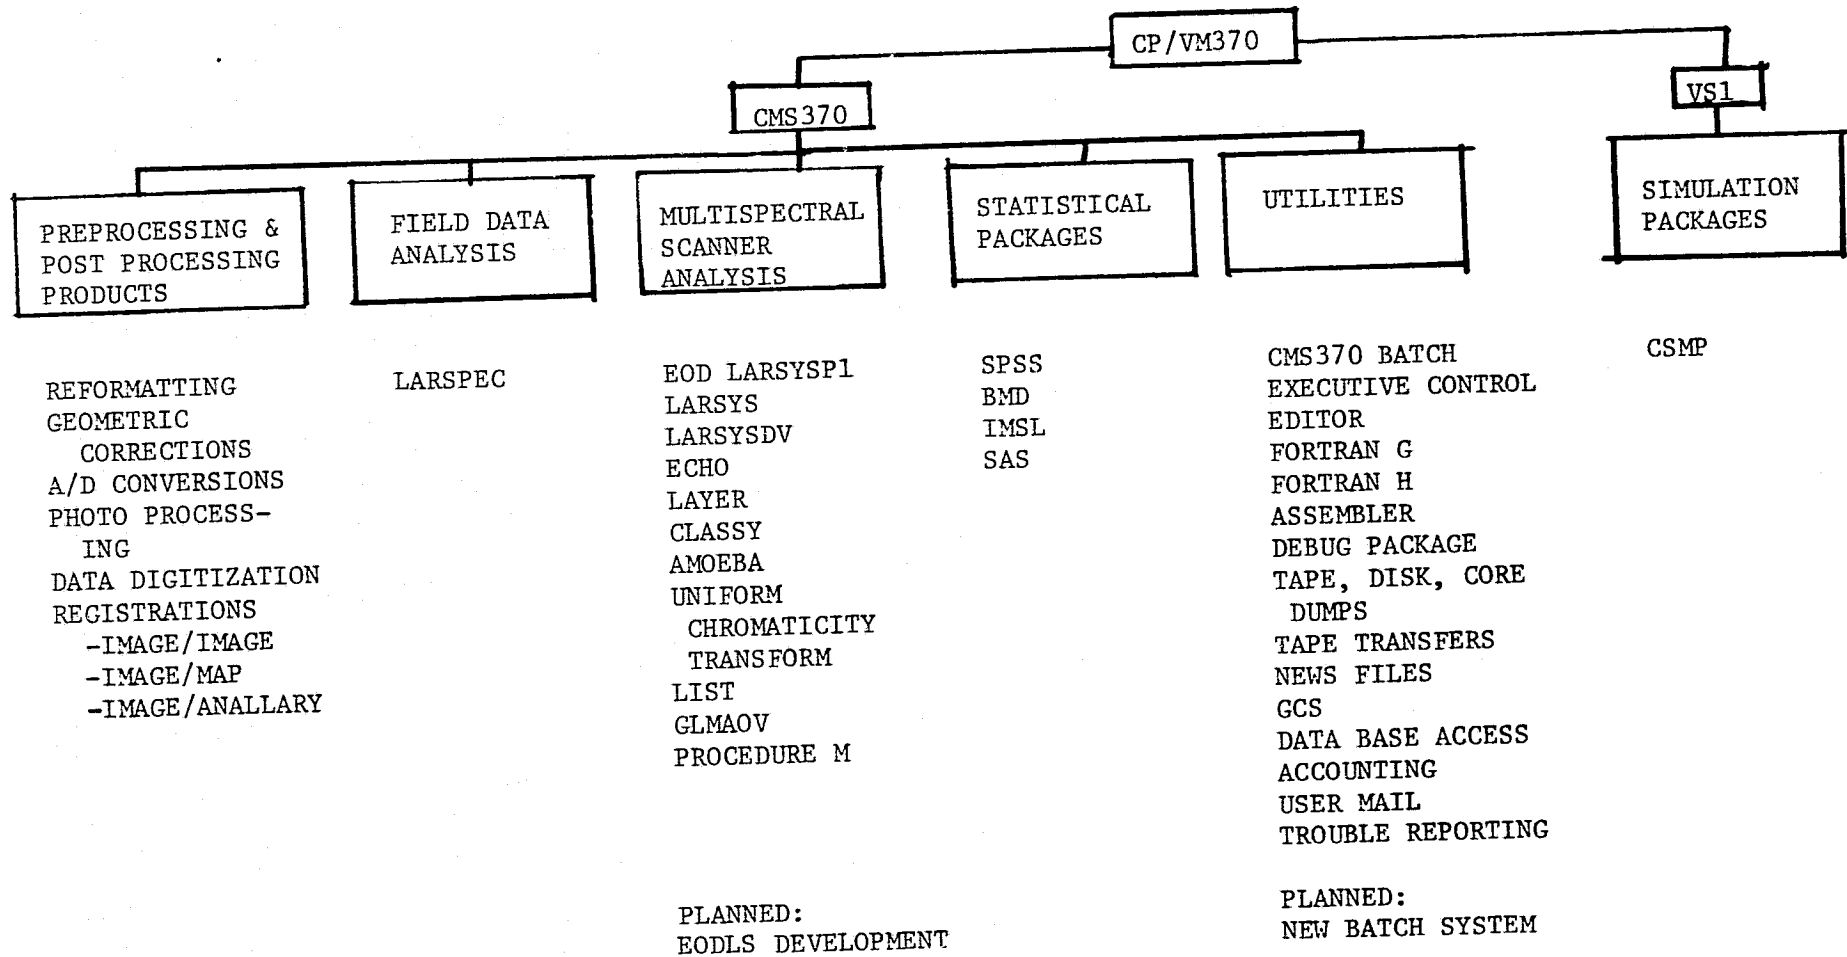 CP/VM370
CMS370
VS1
PREPROCESSING &
POST PROCESSING
PRODUCTS
FIELD DATA
ANALYSIS
MULTISPECTRAL
SCANNER
ANALYSIS
STATISTICAL
PACKAGES
UTILITIES
SIMULATION
PACKAGES
REFORMATTING
GEOMETRIC
CORRECTIONS
A/D CONVERSIONS
PHOTO PROCESS-
ING
DATA DIGITIZATION
REGISTRATIONS
-IMAGE/IMAGE
-IMAGE/MAP
-IMAGE/ANALLARY
LARSPEC
EOD LARSYSP1
LARSYS
LARSYSDV
ECHO
LAYER
CLASSY
AMOEBA
UNIFORM
CHROMATICITY
TRANSFORM
LIST
GLMAOV
PROCEDURE M
PLANNED:
EODLS DEVELOPMENT
SPSS
BMD
IMSL
SAS
CMS370 BATCH
EXECUTIVE CONTROL
EDITOR
FORTRAN G
FORTRAN H
ASSEMBLER
DEBUG PACKAGE
TAPE, DISK, CORE
DUMPS
TAPE TRANSFERS
NEWS FILES
GCS
DATA BASE ACCESS
ACCOUNTING
USER MAIL
TROUBLE REPORTING
PLANNED:
NEW BATCH SYSTEM
CSMP